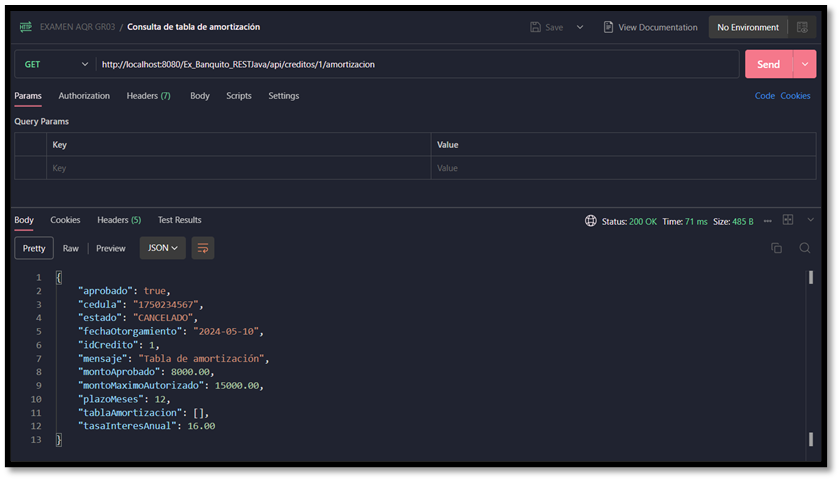 HTTP EXAMEN AQR GR03 / Consulta de tabla de amortización Save View Documentation No Environment
GET http://localhost:8080/Ex_Banquito_RESTJava/api/creditos/1/amortizacion Send
Params Authorization Headers (7) Body Scripts Settings Code Cookies
Query Params
Key Value
Key Value
Body Cookies Headers (5) Test Results Status: 200 OK Time: 71 ms Size: 485 B
Pretty Raw Preview JSON
1 {
2 "aprobado": true,
3 "cedula": "1750234567",
4 "estado": "CANCELADO",
5 "fechaOtorgamiento": "2024-05-10",
6 "idCredito": 1,
7 "mensaje": "Tabla de amortización",
8 "montoAprobado": 8000.00,
9 "montoMaximoAutorizado": 15000.00,
10 "plazoMeses": 12,
11 "tablaAmortizacion": [],
12 "tasaInteresAnual": 16.00
13 }